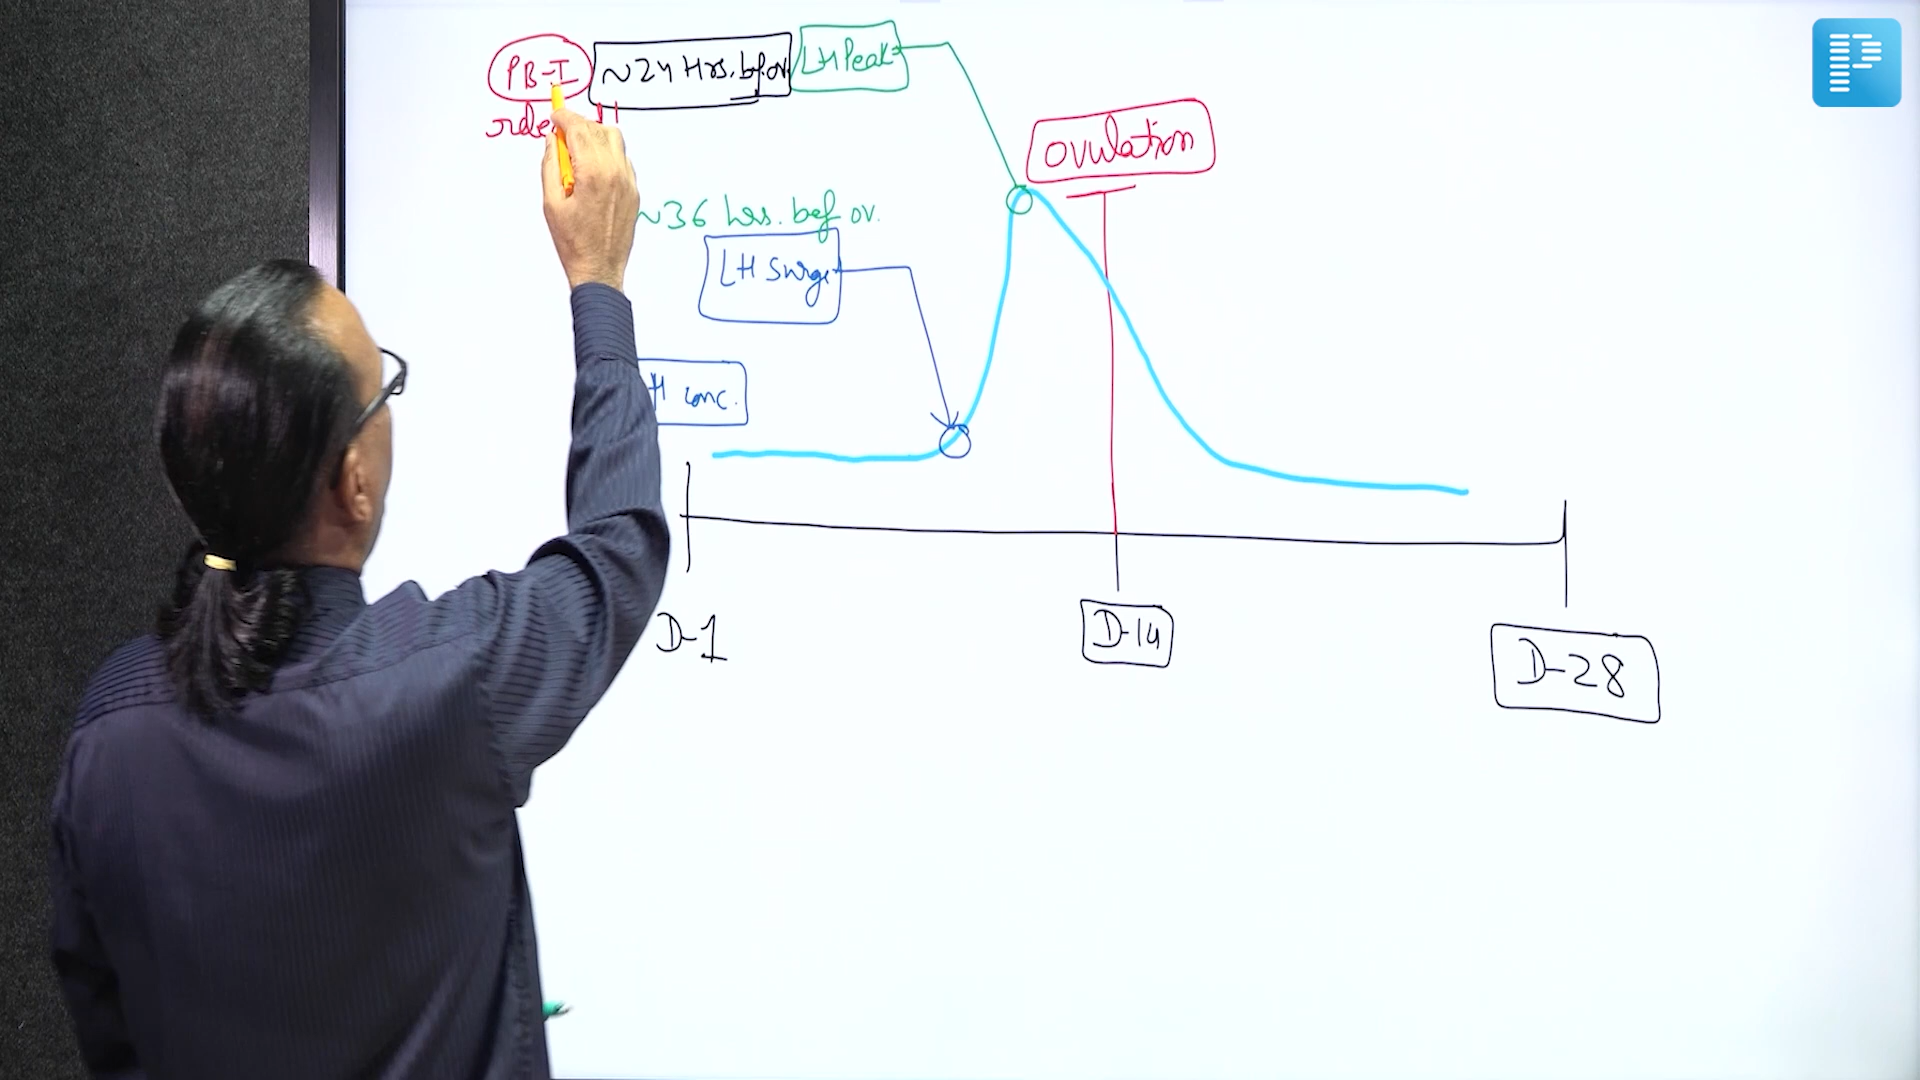 PB-I ~24 Hrs. bef. ov. LH Peak
ovulation
~36 hrs. bef ov.
LH Surge
H conc.
D-1
D-14
D-28